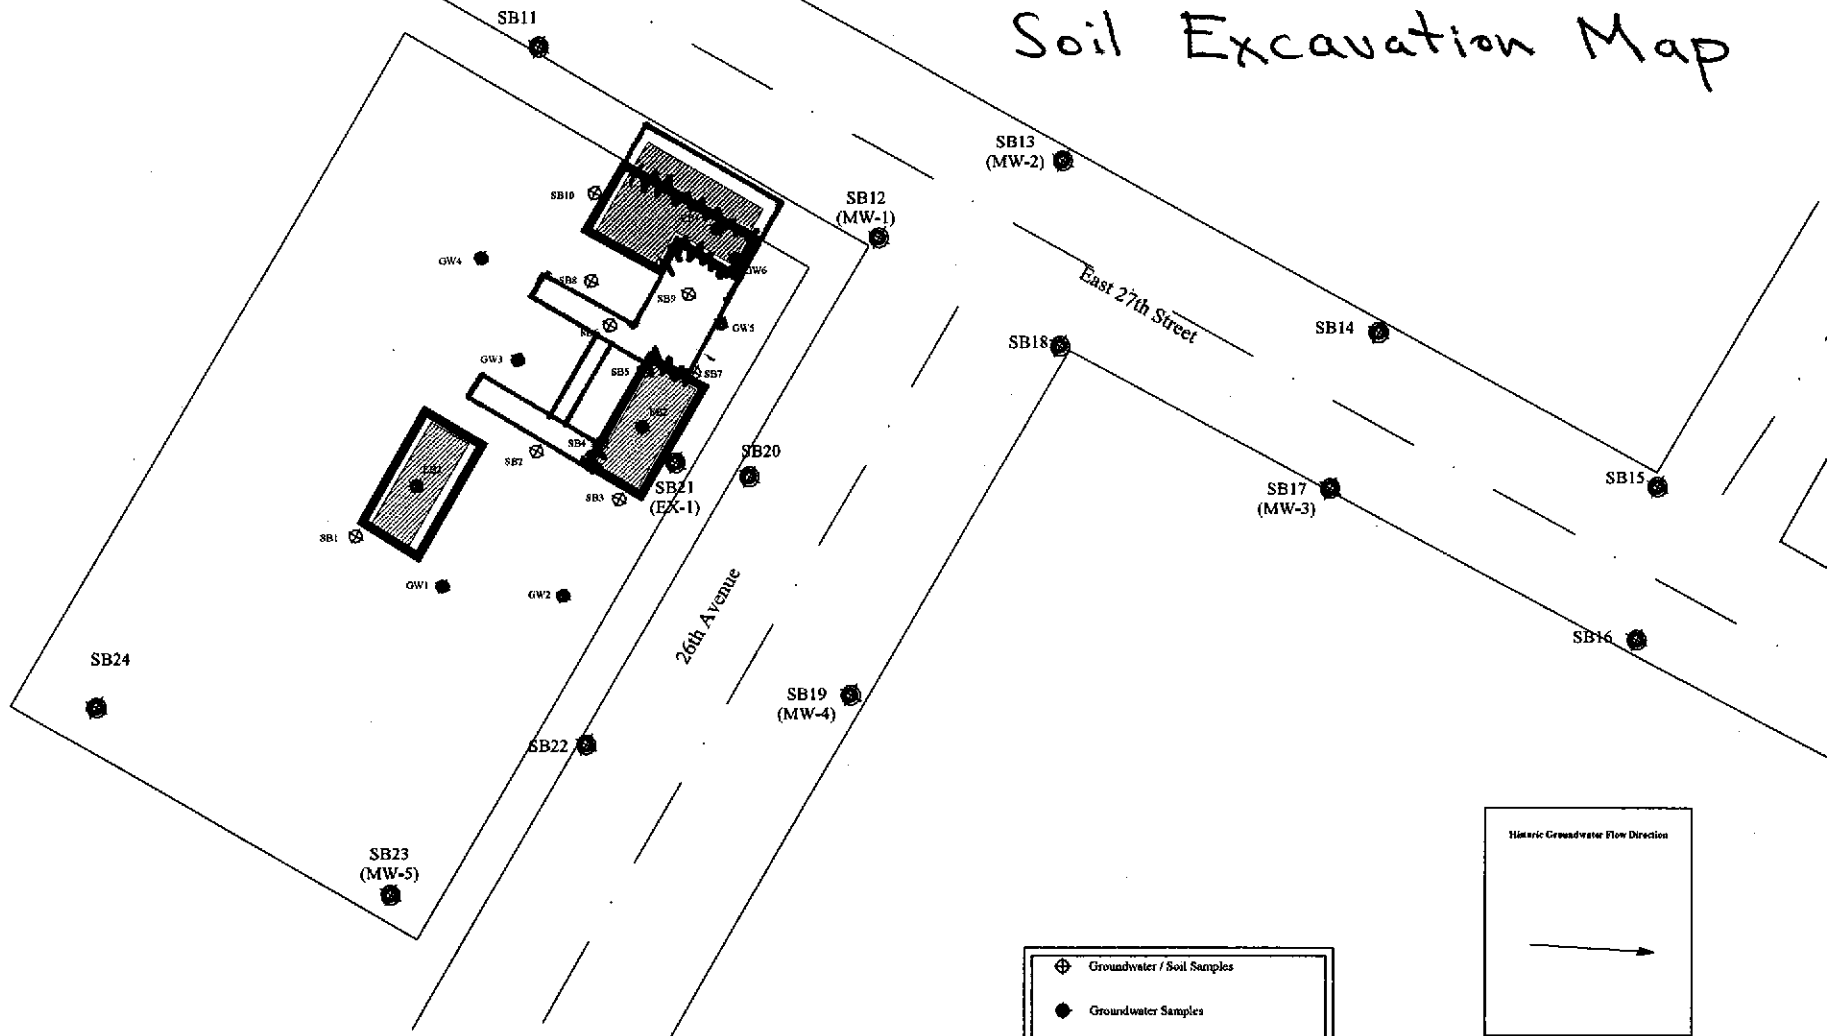 Soil Excavation Map
SB11
SB13
(MW-2)
SB12
(MW-1)
SB10
GW4
SB8
SB9
GW6
East 27th Street
GW5
SB14
SB18
GW3
SB5
SB7
SB4
SB2
SB20
SB21
(EX-1)
SB3
SB15
SB17
(MW-3)
SB1
GW1
GW2
26th Avenue
SB16
SB24
SB19
(MW-4)
SB22
SB23
(MW-5)
Historic Groundwater Flow Direction
Groundwater / Soil Samples
Groundwater Samples